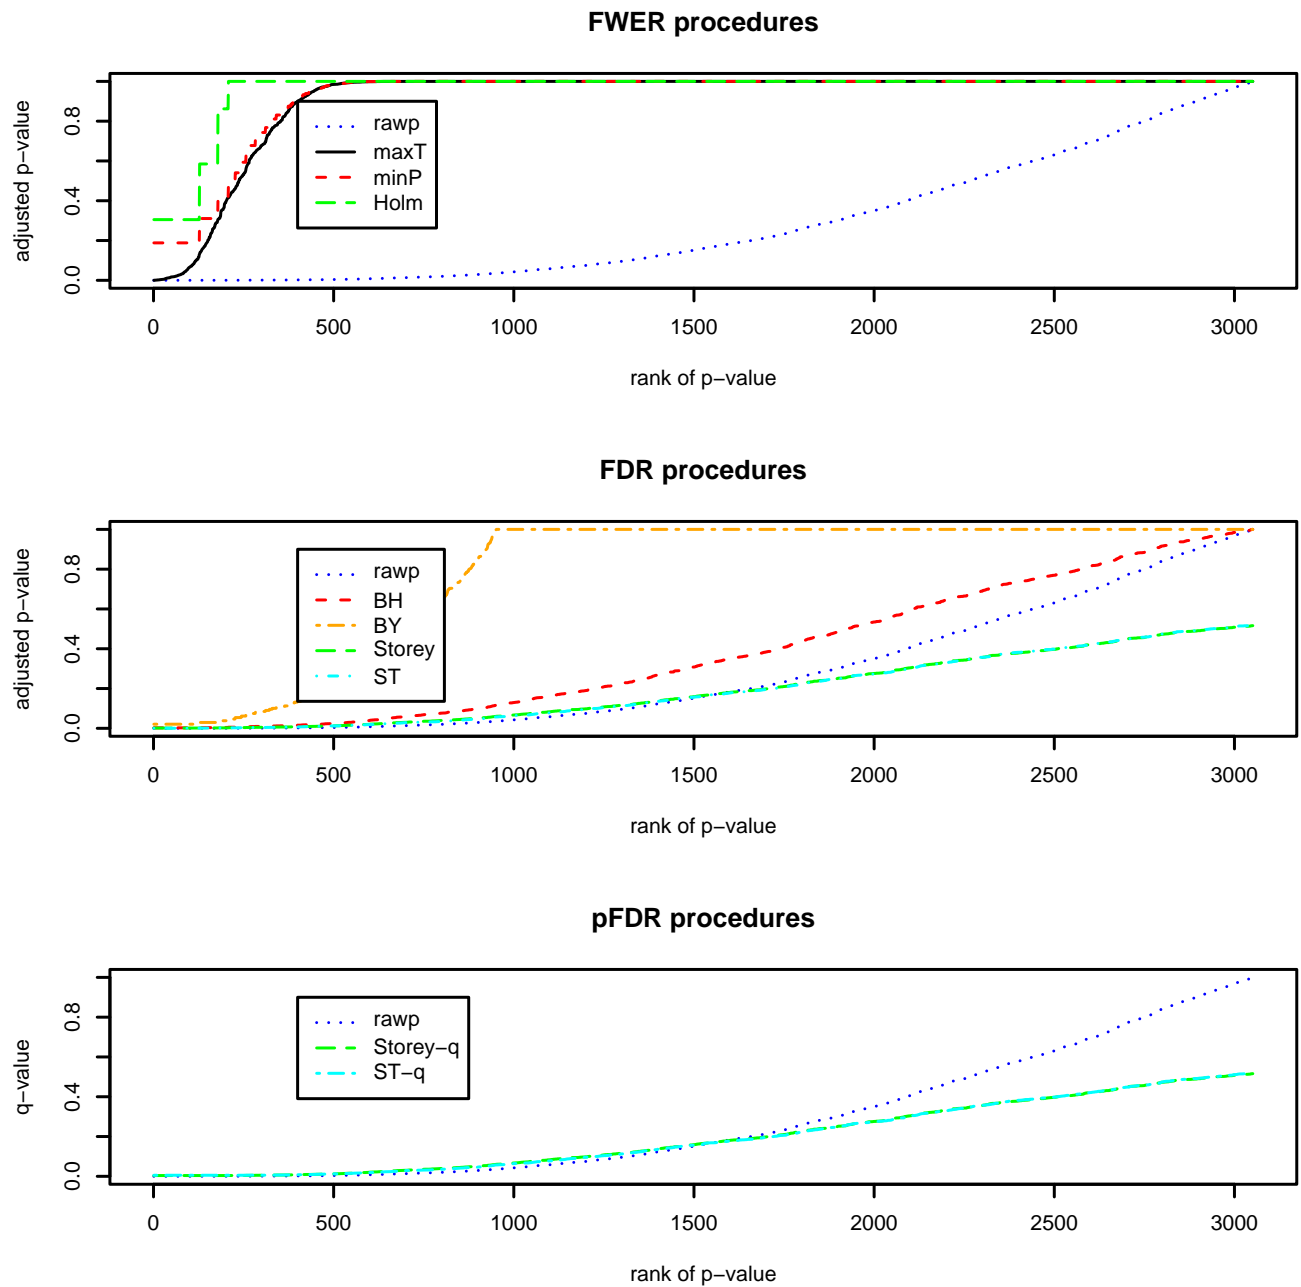 FWER procedures
adjusted p−value
0.0 0.4 0.8
rawp
maxT
minP
Holm
0 500 1000 1500 2000 2500 3000
rank of p−value
FDR procedures
adjusted p−value
0.0 0.4 0.8
rawp
BH
BY
Storey
ST
0 500 1000 1500 2000 2500 3000
rank of p−value
pFDR procedures
q−value
0.0 0.4 0.8
rawp
Storey−q
ST−q
0 500 1000 1500 2000 2500 3000
rank of p−value